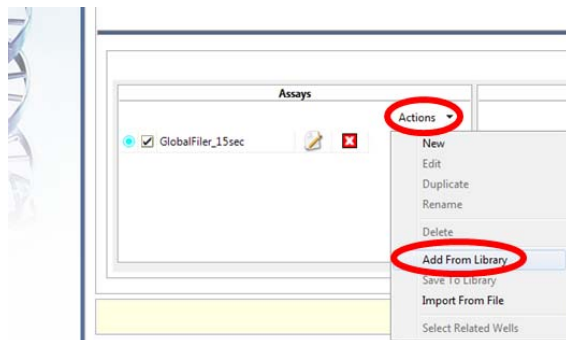 Assays
Actions
GlobalFiler_15sec
New
Edit
Duplicate
Rename
Delete
Add From Library
Save To Library
Import From File
Select Related Wells